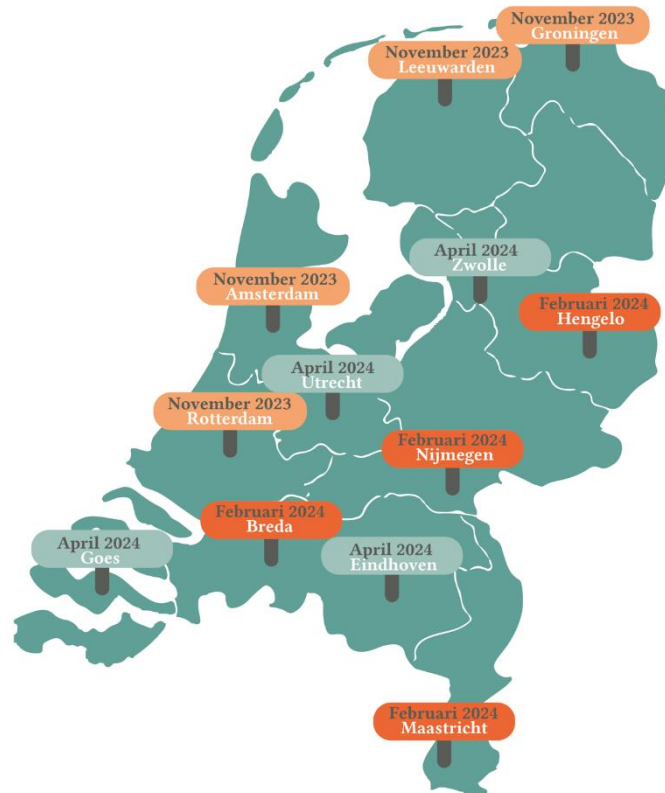 November 2023
Groningen
November 2023
Leeuwarden
April 2024
Zwolle
November 2023
Amsterdam
Februari 2024
Hengelo
April 2024
Utrecht
November 2023
Rotterdam
Februari 2024
Nijmegen
Februari 2024
Breda
April 2024
Goes
April 2024
Eindhoven
Februari 2024
Maastricht